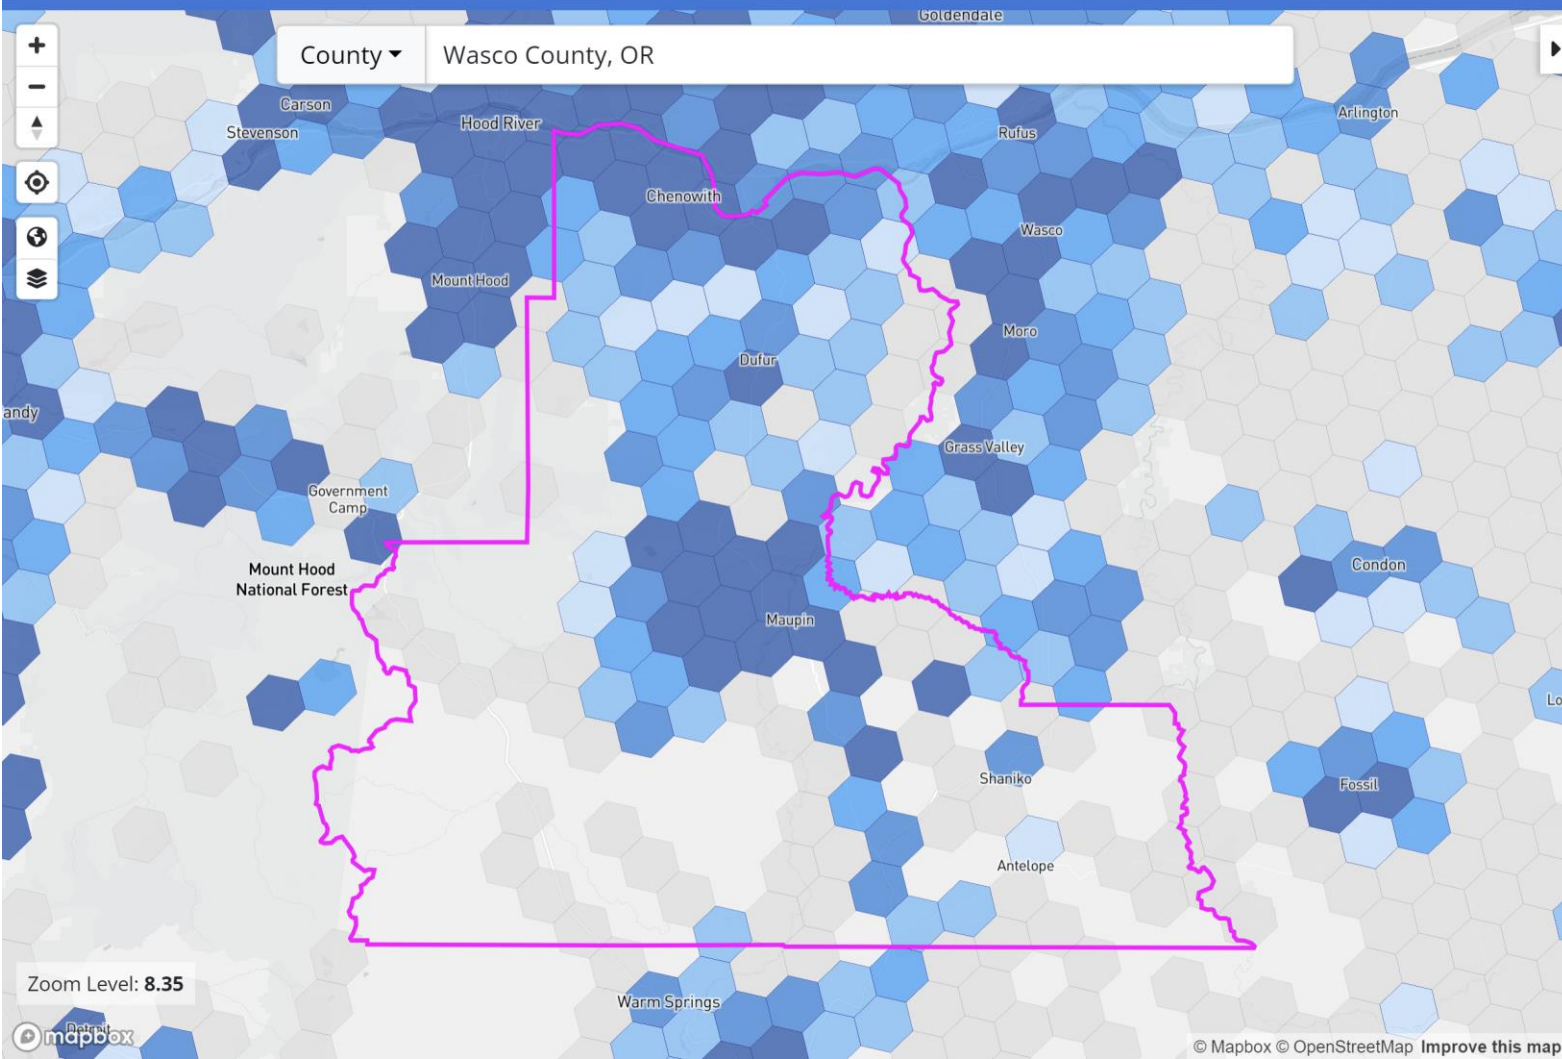 Goldendale
County
Wasco County, OR
Carson
Stevenson
Hood River
Rufus
Arlington
Chenowith
Wasco
Mount Hood
Moro
Dufur
andy
Grass Valley
Government
Camp
Condon
Mount Hood
National Forest
Maupin
Lo
Shaniko
Fossil
Antelope
Zoom Level: 8.35
Warm Springs
Detroit
mapbox
© Mapbox © OpenStreetMap Improve this map